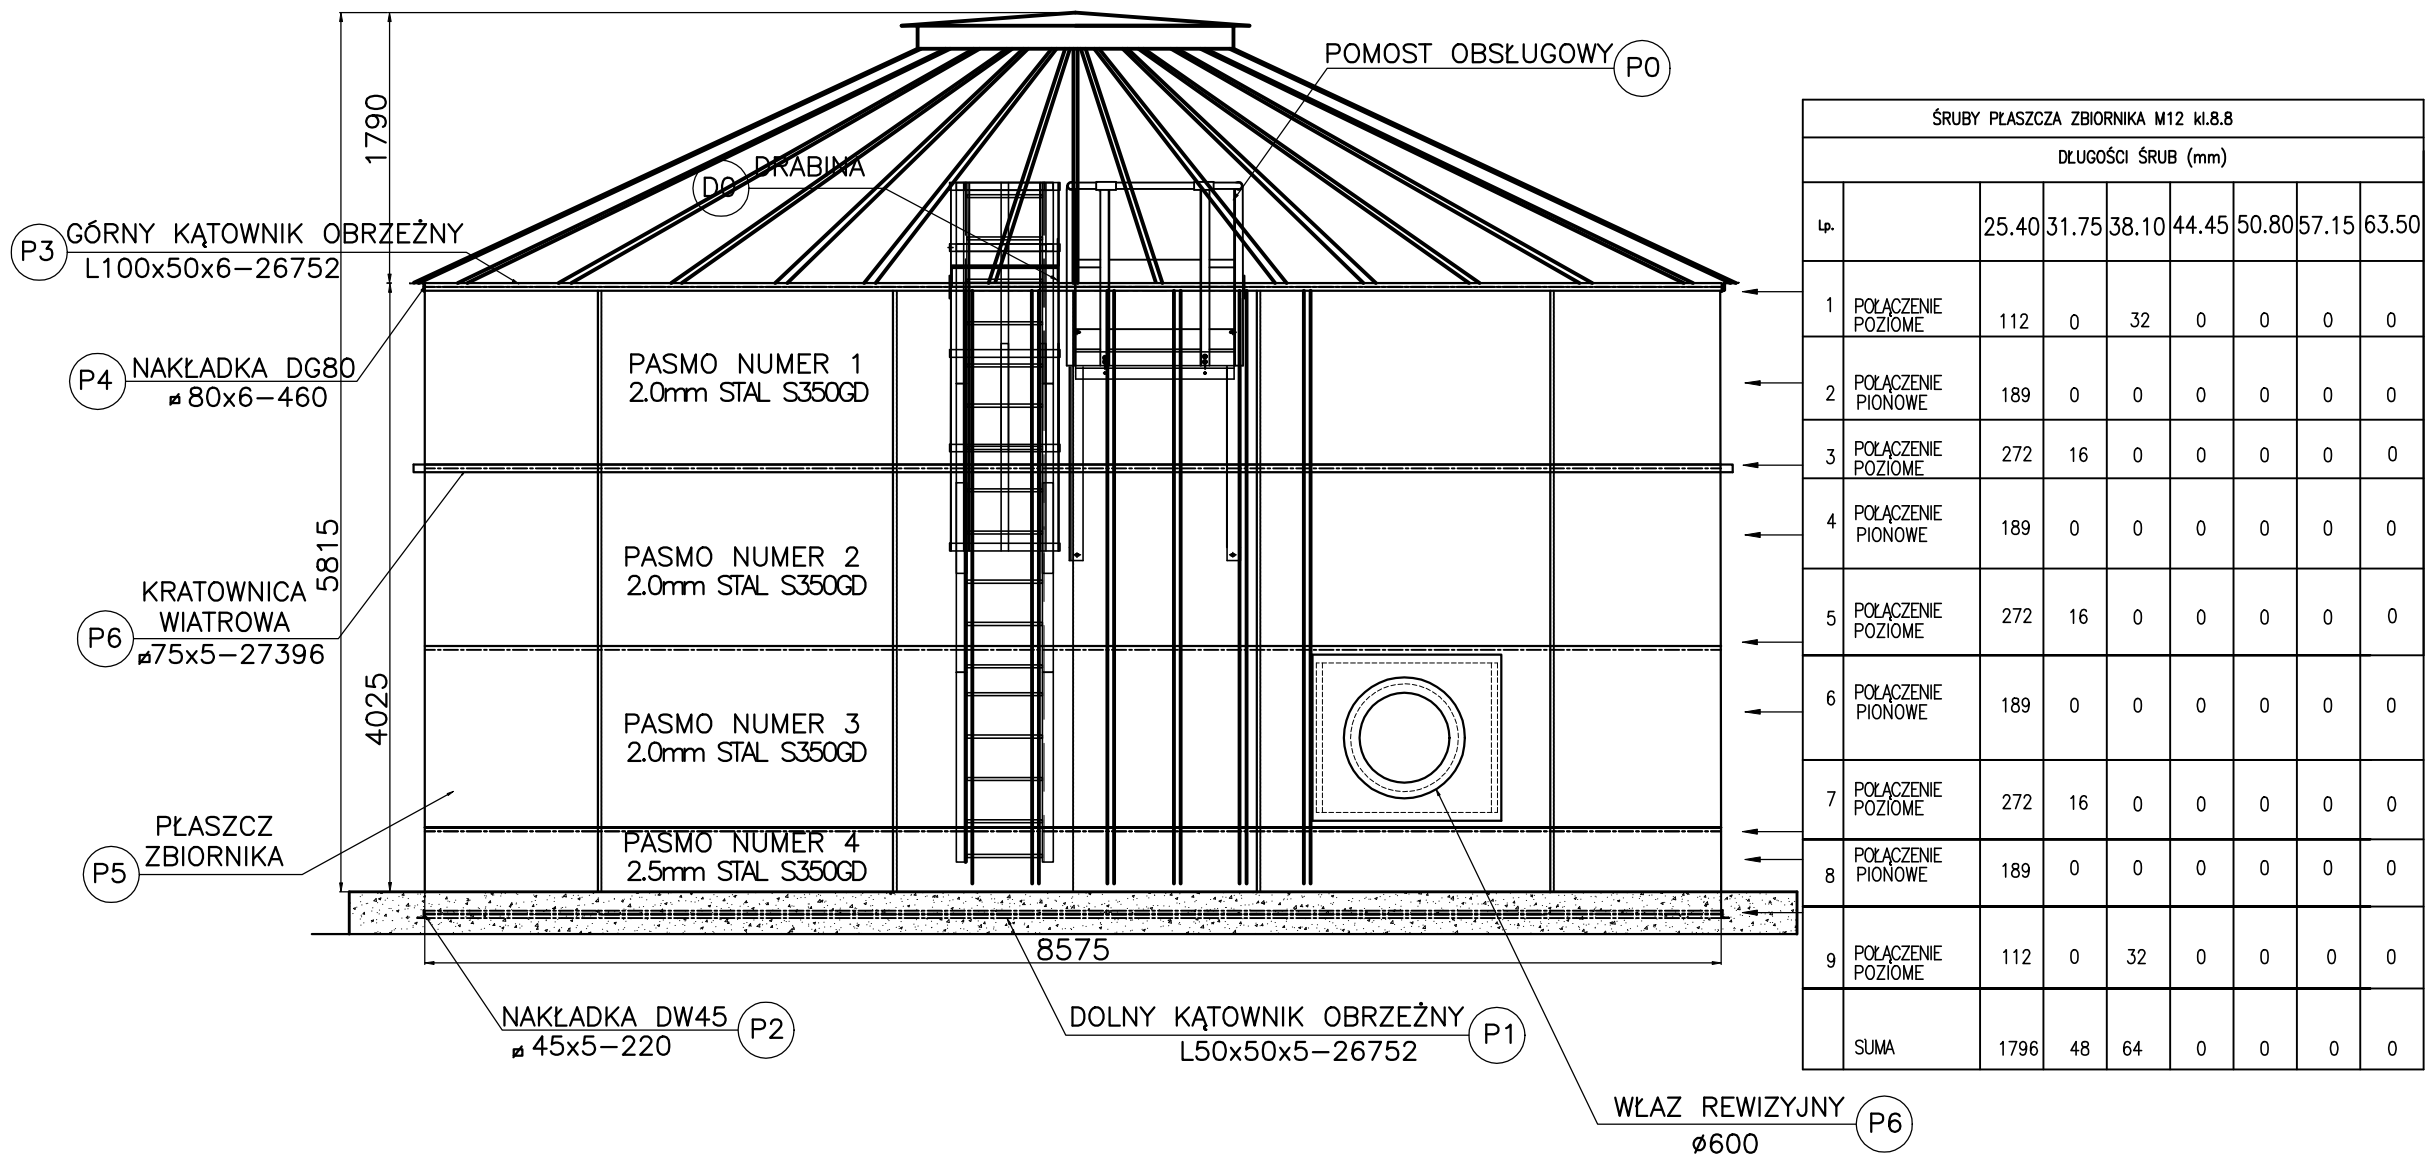 POMOST OBSŁUGOWY
P0
1790
DRABINA
D0
GÓRNY KĄTOWNIK OBRZEŻNY
P3
L100x50x6-26752
NAKŁADKA DG80
P4
⌀ 80x6-460
PASMO NUMER 1
2.0mm STAL S350GD
5815
PASMO NUMER 2
2.0mm STAL S350GD
KRATOWNICA
WIATROWA
P6
⌀75x5-27396
4025
PASMO NUMER 3
2.0mm STAL S350GD
PŁASZCZ
ZBIORNIKA
P5
PASMO NUMER 4
2.5mm STAL S350GD
8575
NAKŁADKA DW45
P2
⌀ 45x5-220
DOLNY KĄTOWNIK OBRZEŻNY
P1
L50x50x5-26752
WŁAZ REWIZYJNY
P6
ø600
ŚRUBY PŁASZCZA ZBIORNIKA M12 kl.8.8
DŁUGOŚCI ŚRUB (mm)
Lp. 25.40 31.75 38.10 44.45 50.80 57.15 63.50
1 POŁĄCZENIE
POZIOME 112 0 32 0 0 0 0
2 POŁĄCZENIE
PIONOWE 189 0 0 0 0 0 0
3 POŁĄCZENIE
POZIOME 272 16 0 0 0 0 0
4 POŁĄCZENIE
PIONOWE 189 0 0 0 0 0 0
5 POŁĄCZENIE
POZIOME 272 16 0 0 0 0 0
6 POŁĄCZENIE
PIONOWE 189 0 0 0 0 0 0
7 POŁĄCZENIE
POZIOME 272 16 0 0 0 0 0
8 POŁĄCZENIE
PIONOWE 189 0 0 0 0 0 0
9 POŁĄCZENIE
POZIOME 112 0 32 0 0 0 0
SUMA 1796 48 64 0 0 0 0